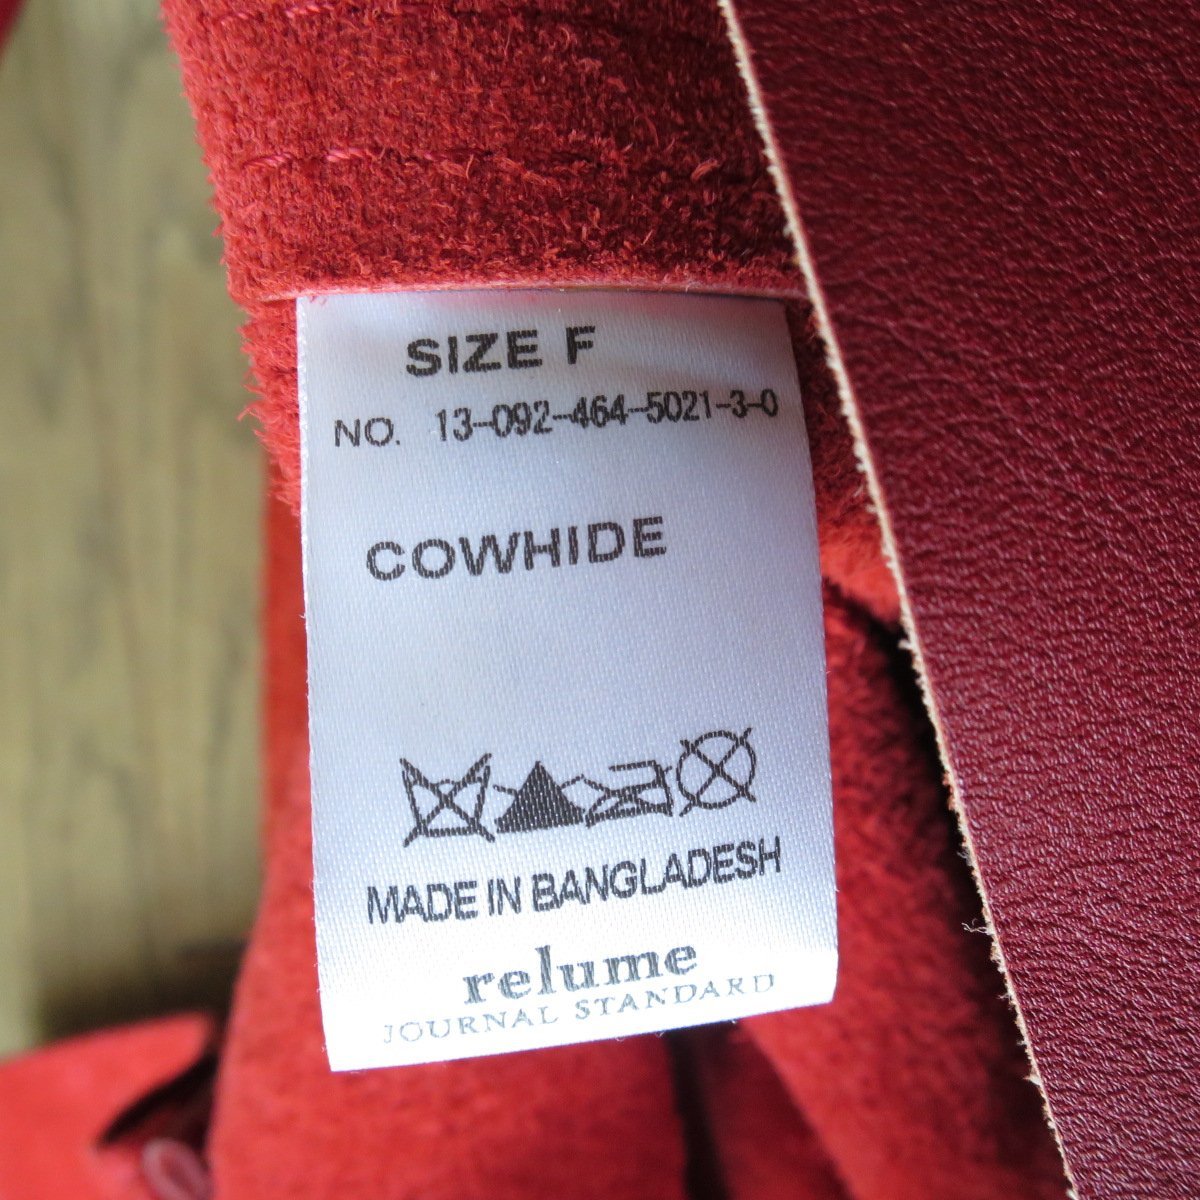 SIZE F
NO. 13-092-464-5021-3-0
COWHIDE
MADE IN BANGLADESH
relume
JOURNAL STANDARD